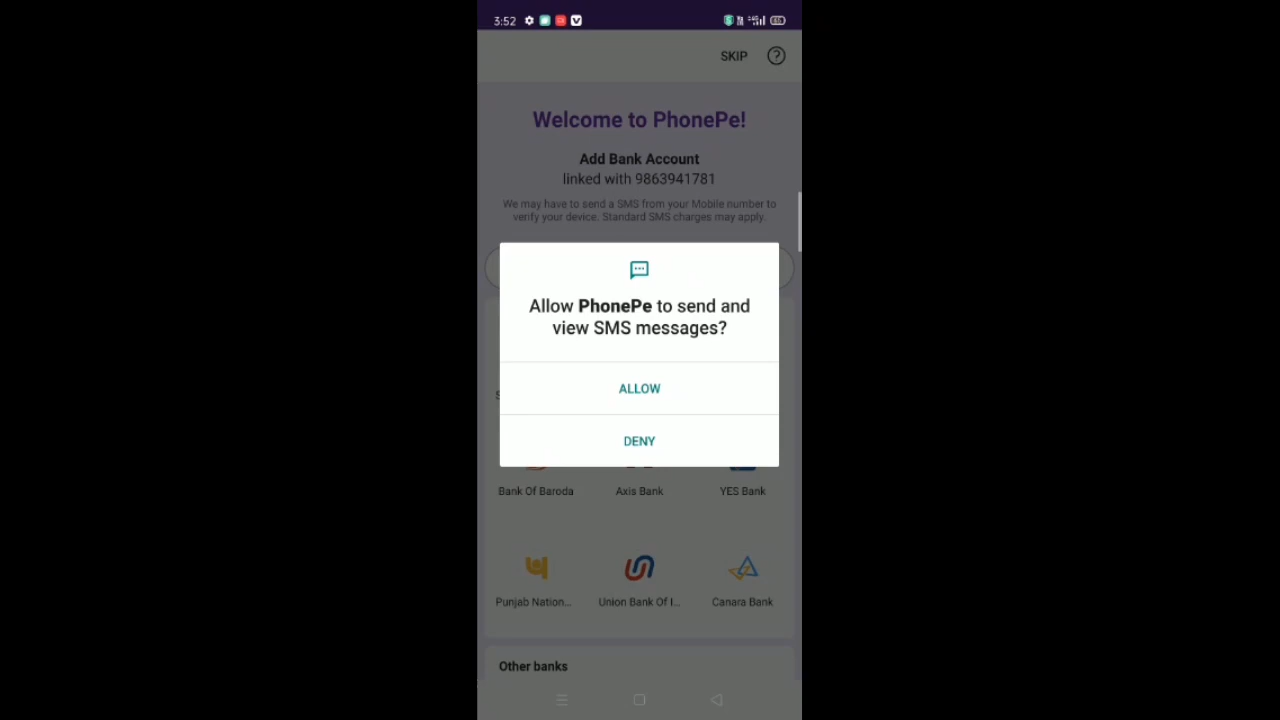 3:52
SKIP
Welcome to PhonePe!
Add Bank Account
linked with 9863941781
We may have to send a SMS from your Mobile number to
verify your device. Standard SMS charges may apply.
Allow PhonePe to send and
view SMS messages?
ALLOW
DENY
Bank Of Baroda Axis Bank YES Bank
Punjab Nation... Union Bank Of I... Canara Bank
Other banks